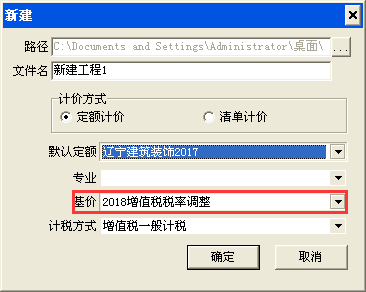 新建
路径 C:\Documents and Settings\Administrator\桌面\ ...
文件名 新建工程1
计价方式
定额计价 清单计价
默认定额 辽宁建筑装饰2017
专业
基价 2018增值税税率调整
计税方式 增值税一般计税
确定 取消